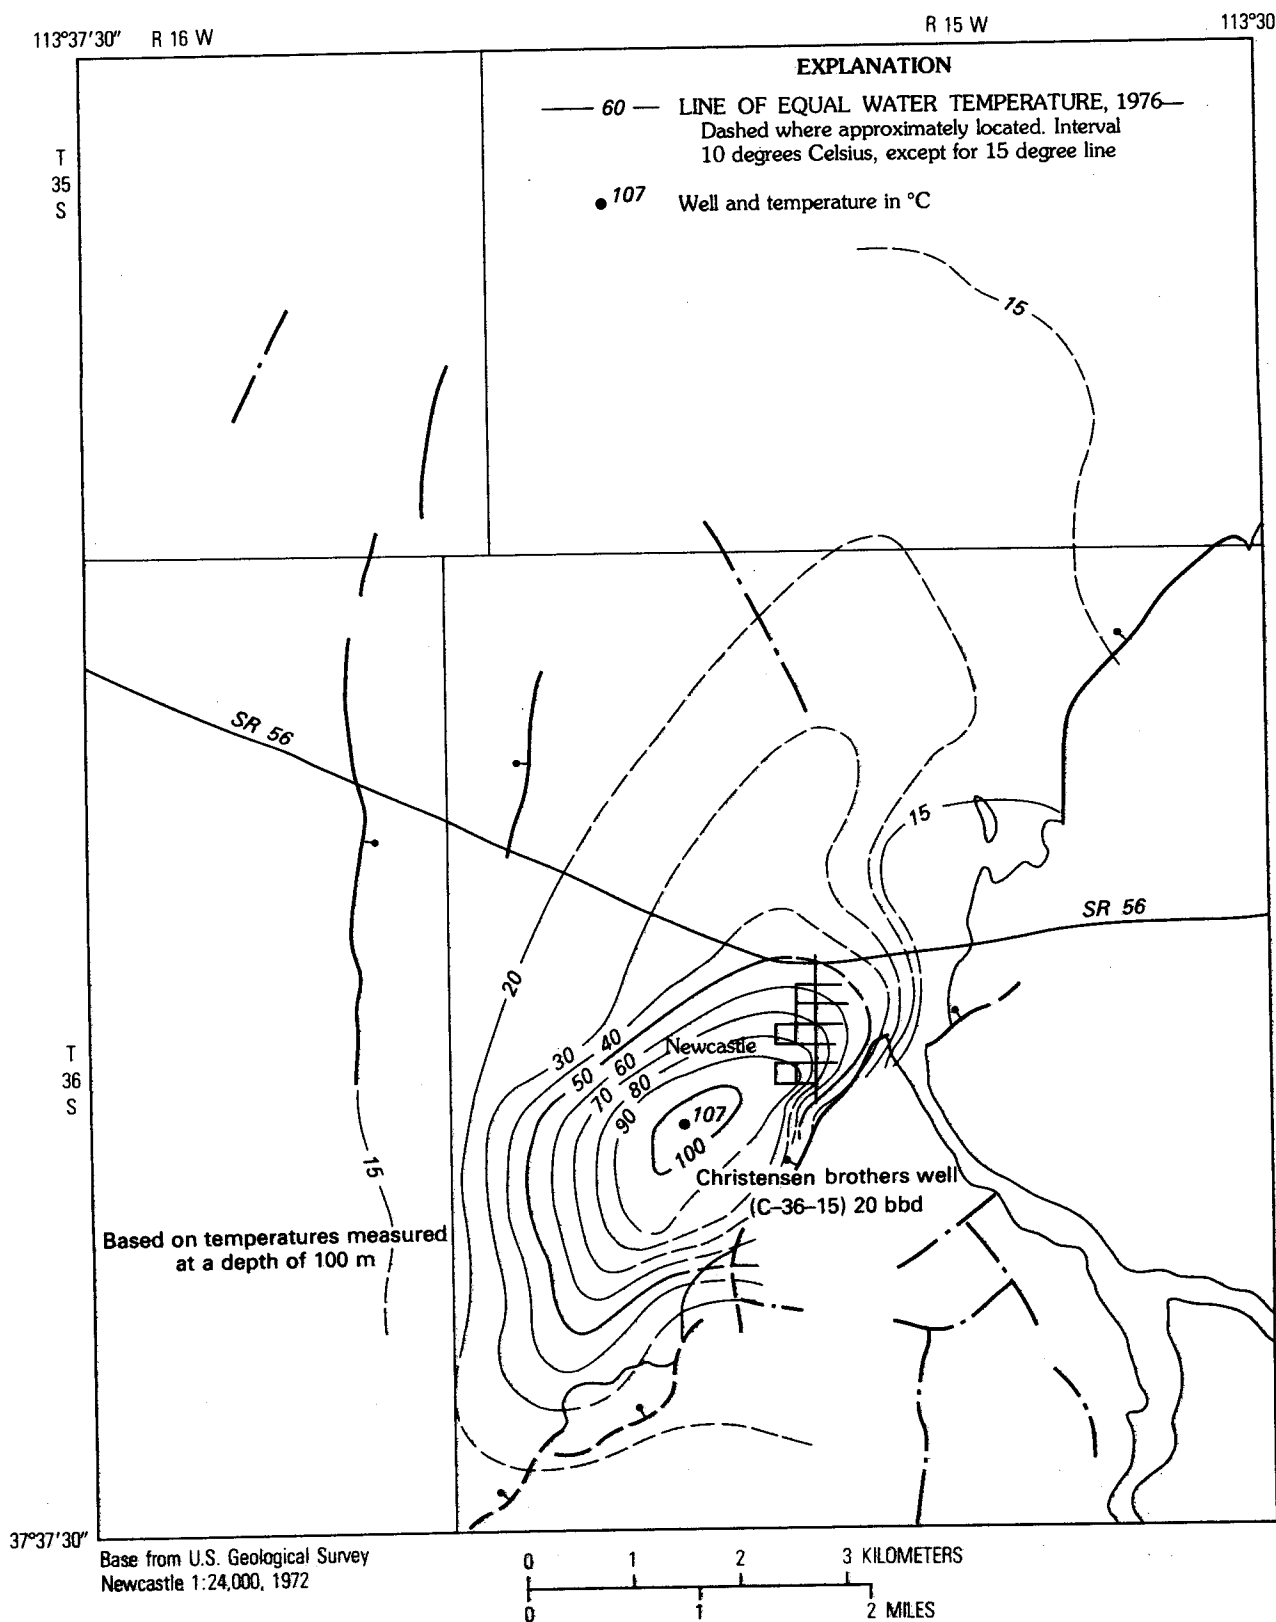 113°37'30" R 16 W R 15 W 113°30
EXPLANATION
60 LINE OF EQUAL WATER TEMPERATURE, 1976—
Dashed where approximately located. Interval
10 degrees Celsius, except for 15 degree line
107 Well and temperature in °C
T
35
S
15
SR 56
15
SR 56
20
T
36
S
30
40
50
60
70
80
90
Newcastle
107
100
15
Christensen brothers well
(C-36-15) 20 bbd
Based on temperatures measured
at a depth of 100 m
37°37'30"
Base from U.S. Geological Survey
Newcastle 1:24,000, 1972
0 1 2 3 KILOMETERS
0 1 2 MILES